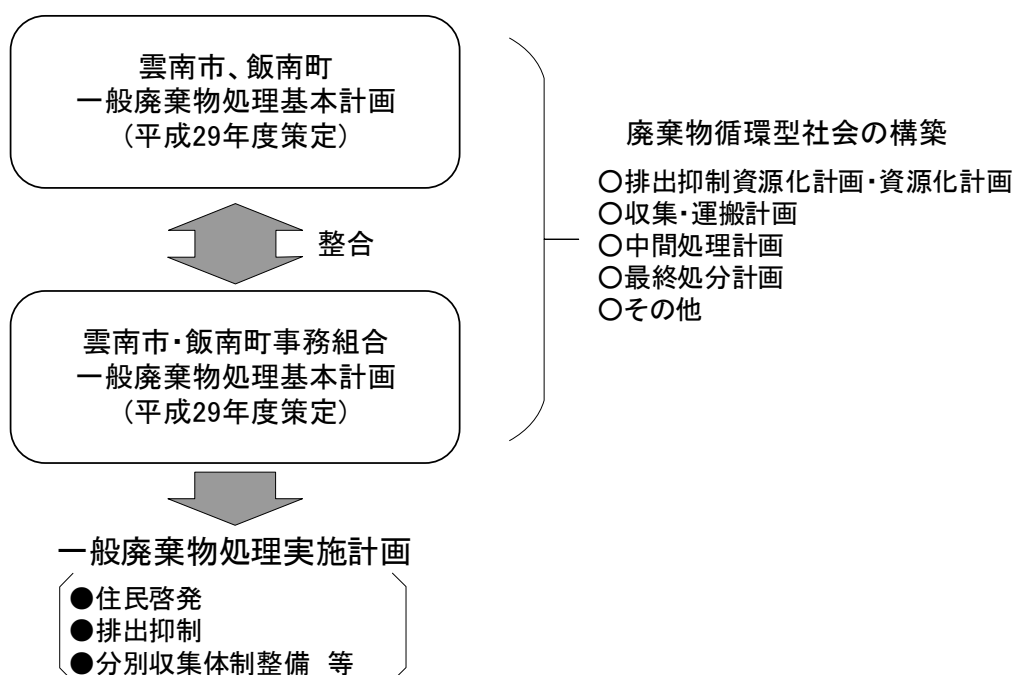 雲南市、飯南町
一般廃棄物処理基本計画
(平成29年度策定)
整合
雲南市・飯南町事務組合
一般廃棄物処理基本計画
(平成29年度策定)
一般廃棄物処理実施計画
●住民啓発
●排出抑制
●分別収集体制整備 等
廃棄物循環型社会の構築
○排出抑制資源化計画・資源化計画
○収集・運搬計画
○中間処理計画
○最終処分計画
○その他